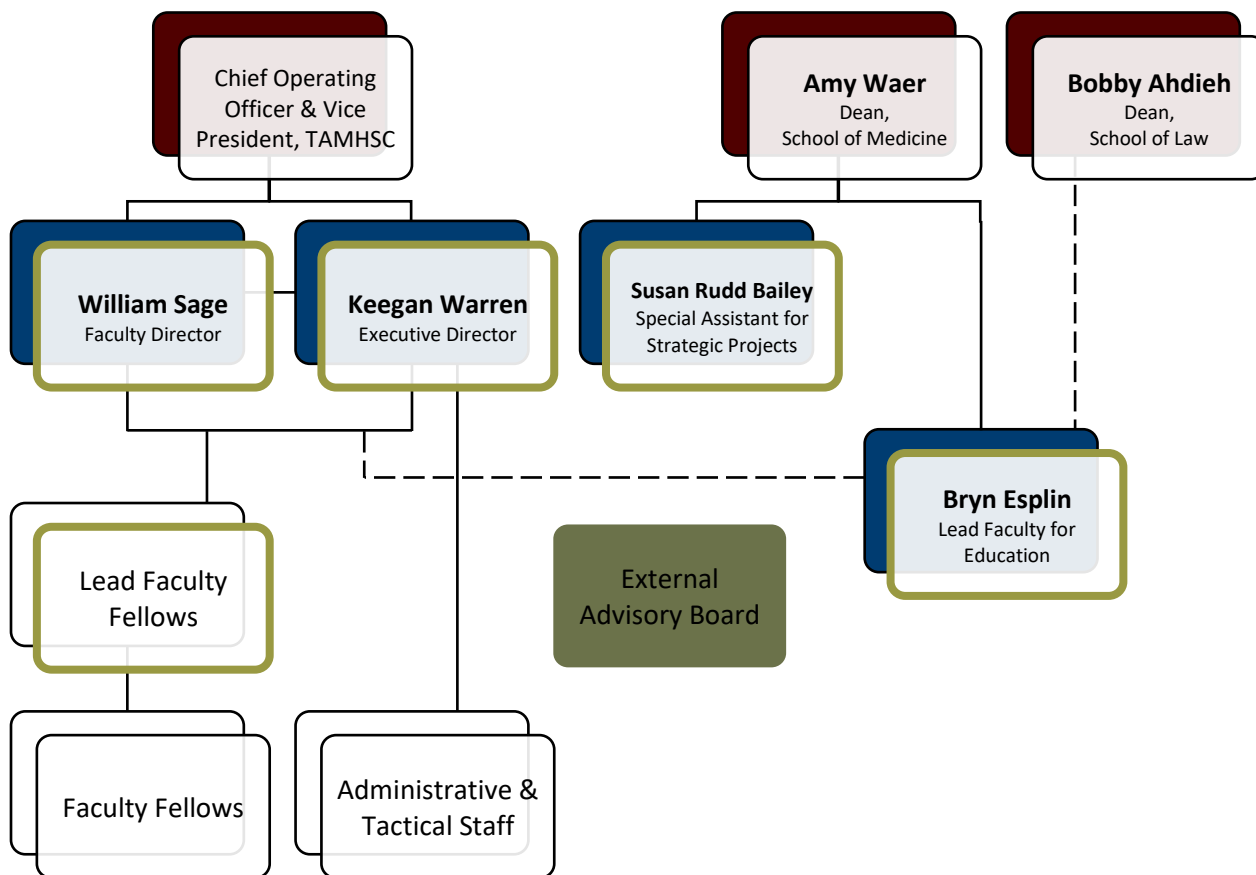 Chief Operating
Officer & Vice
President, TAMHSC
Amy Waer
Dean,
School of Medicine
Bobby Ahdieh
Dean,
School of Law
William Sage
Faculty Director
Keegan Warren
Executive Director
Susan Rudd Bailey
Special Assistant for
Strategic Projects
Bryn Esplin
Lead Faculty for
Education
Lead Faculty
Fellows
External
Advisory Board
Faculty Fellows
Administrative &
Tactical Staff